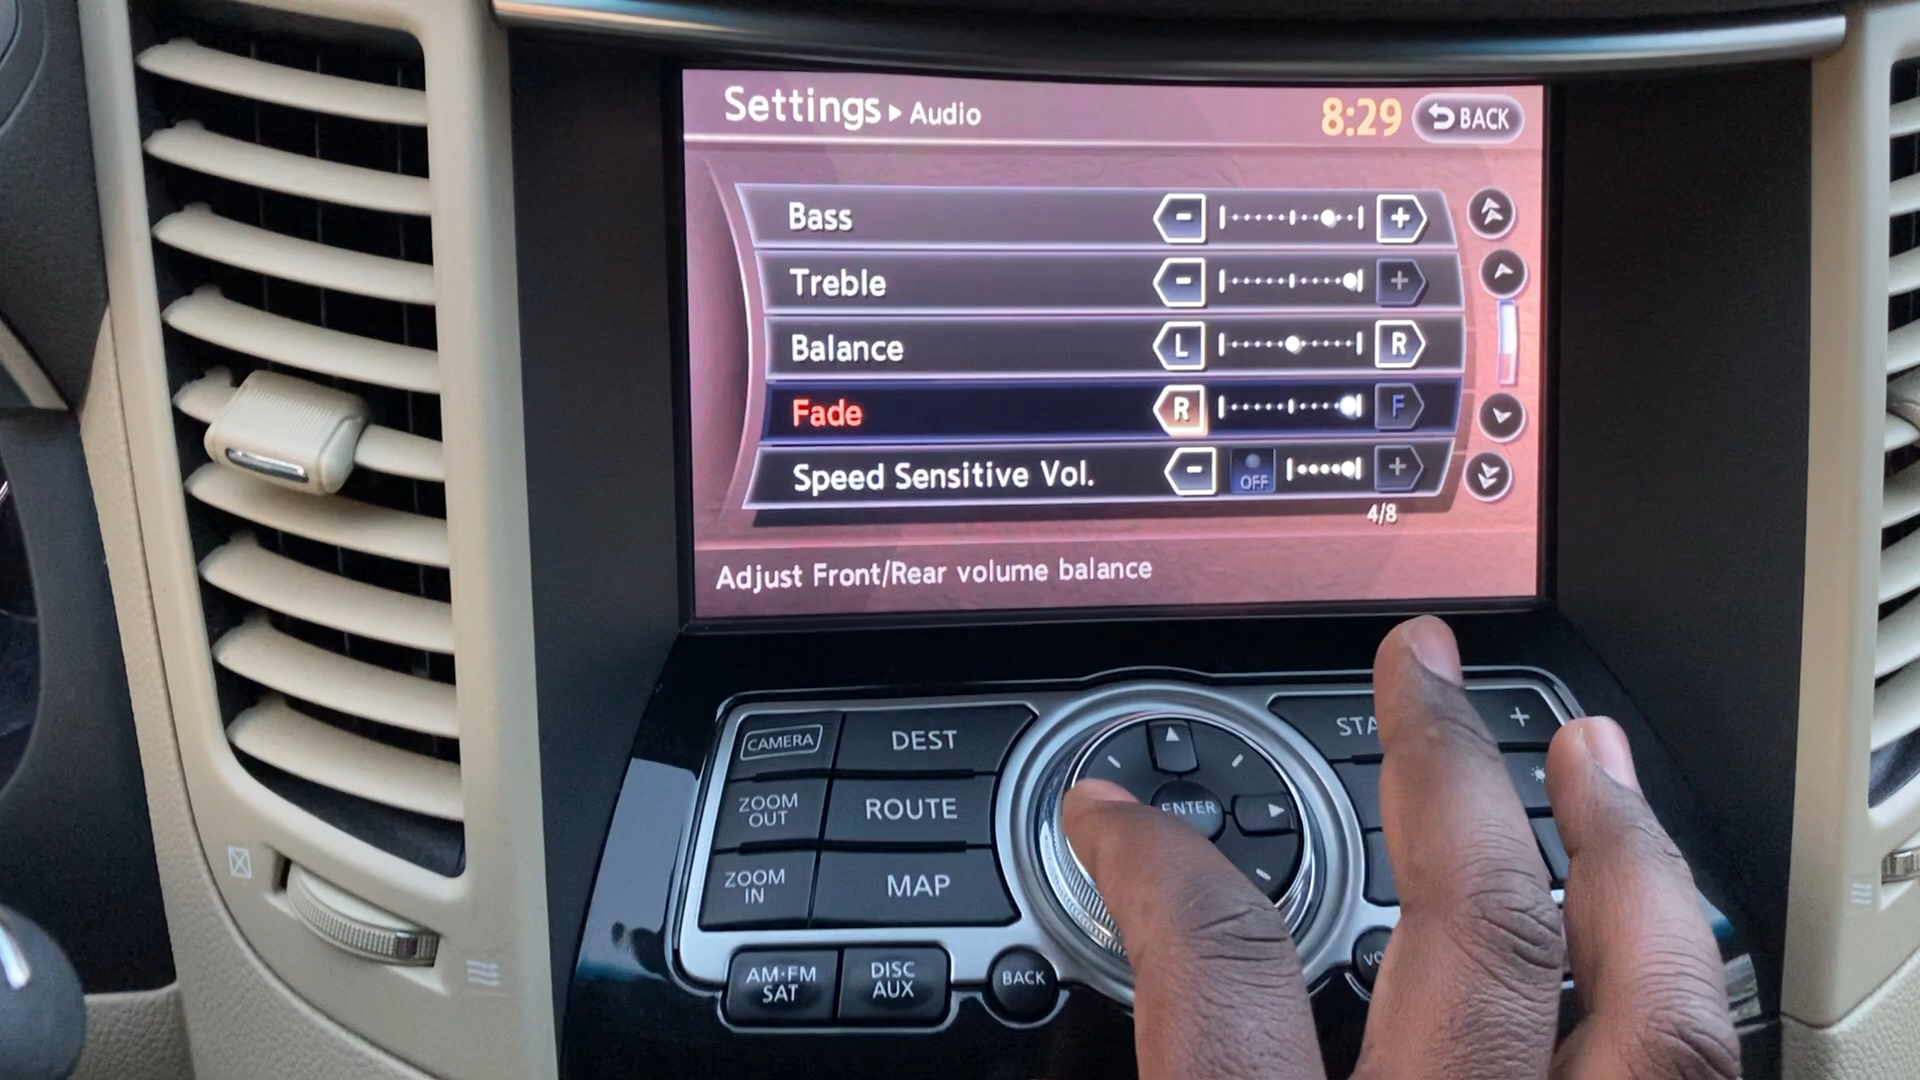 Settings ▸ Audio 8:29 BACK
Bass - +
Treble - +
Balance L R
Fade R F
Speed Sensitive Vol. - OFF +
4/8
Adjust Front/Rear volume balance
CAMERA DEST
ZOOM OUT ROUTE
ZOOM IN MAP
ENTER
+
AM·FM SAT
DISC AUX
BACK